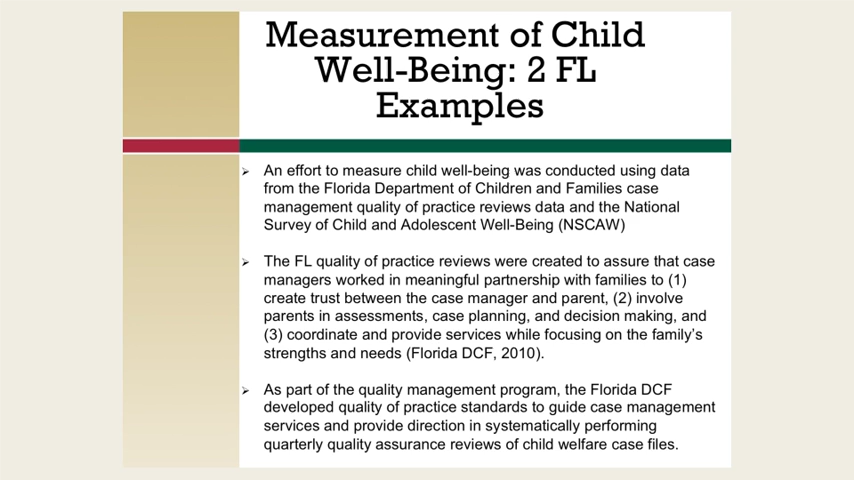 Measurement of Child
Well-Being: 2 FL
Examples
An effort to measure child well-being was conducted using data
from the Florida Department of Children and Families case
management quality of practice reviews data and the National
Survey of Child and Adolescent Well-Being (NSCAW)
The FL quality of practice reviews were created to assure that case
managers worked in meaningful partnership with families to (1)
create trust between the case manager and parent, (2) involve
parents in assessments, case planning, and decision making, and
(3) coordinate and provide services while focusing on the family's
strengths and needs (Florida DCF, 2010).
As part of the quality management program, the Florida DCF
developed quality of practice standards to guide case management
services and provide direction in systematically performing
quarterly quality assurance reviews of child welfare case files.